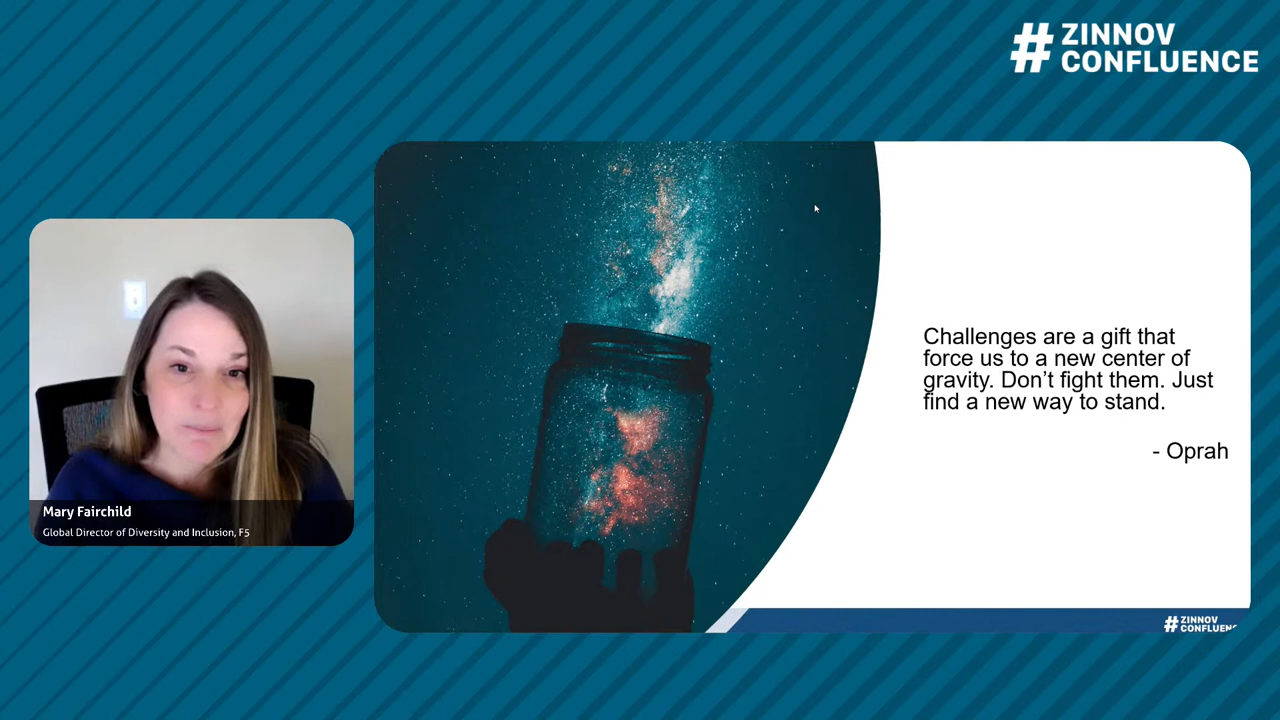 # ZINNOV
CONFLUENCE
Challenges are a gift that
force us to a new center of
gravity. Don’t fight them. Just
find a new way to stand.
- Oprah
Mary Fairchild
Global Director of Diversity and Inclusion, F5
# ZINNOV
CONFLUENC